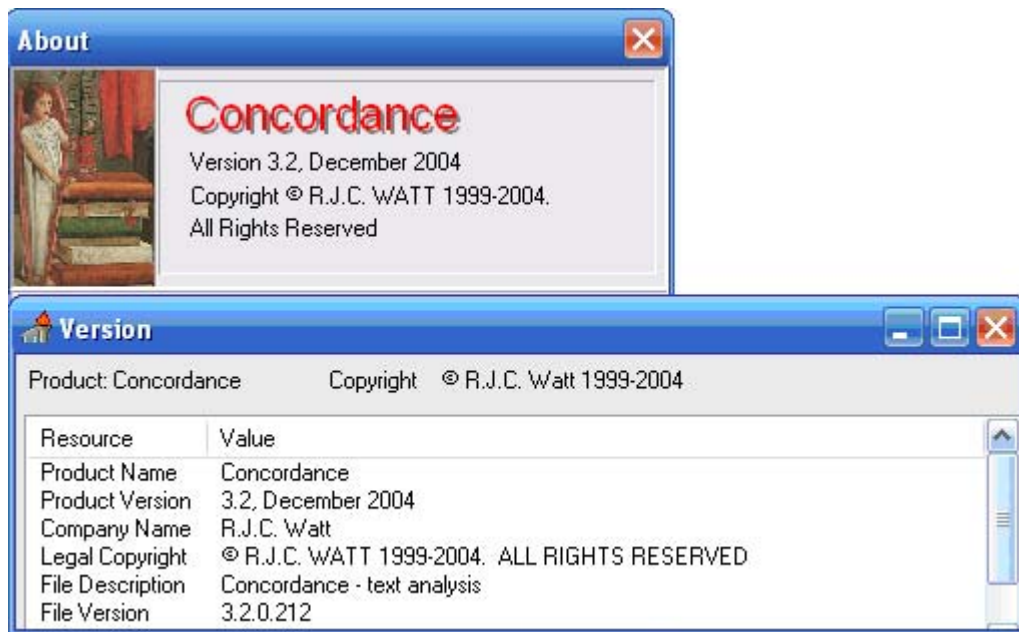 About
Concordance
Version 3.2, December 2004
Copyright © R.J.C. WATT 1999-2004.
All Rights Reserved
Version
Product: Concordance Copyright © R.J.C. Watt 1999-2004
Resource Value
Product Name Concordance
Product Version 3.2, December 2004
Company Name R.J.C. Watt
Legal Copyright © R.J.C. WATT 1999-2004. ALL RIGHTS RESERVED
File Description Concordance - text analysis
File Version 3.2.0.212